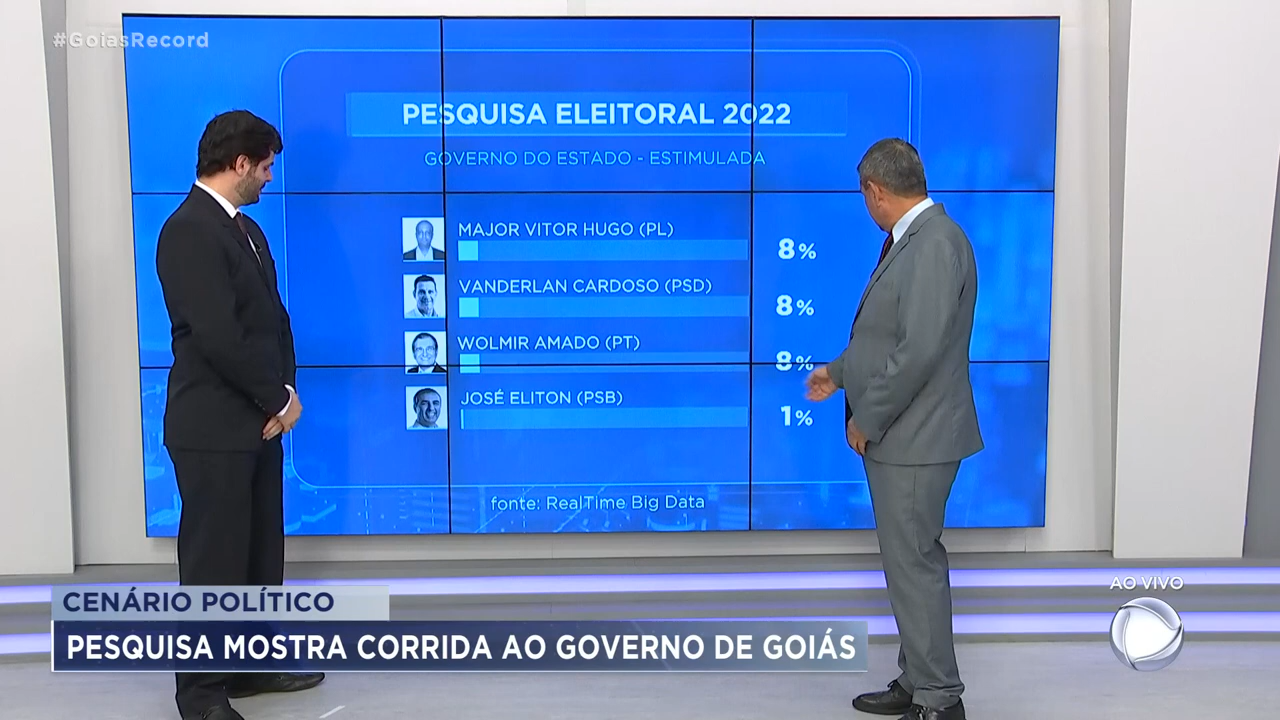 #GoiasRecord
PESQUISA ELEITORAL 2022
GOVERNO DO ESTADO - ESTIMULADA
MAJOR VITOR HUGO (PL)
8%
VANDERLAN CARDOSO (PSD)
8%
WOLMIR AMADO (PT)
8%
JOSÉ ELITON (PSB)
1%
fonte: RealTime Big Data
AO VIVO
CENÁRIO POLÍTICO
PESQUISA MOSTRA CORRIDA AO GOVERNO DE GOIÁS